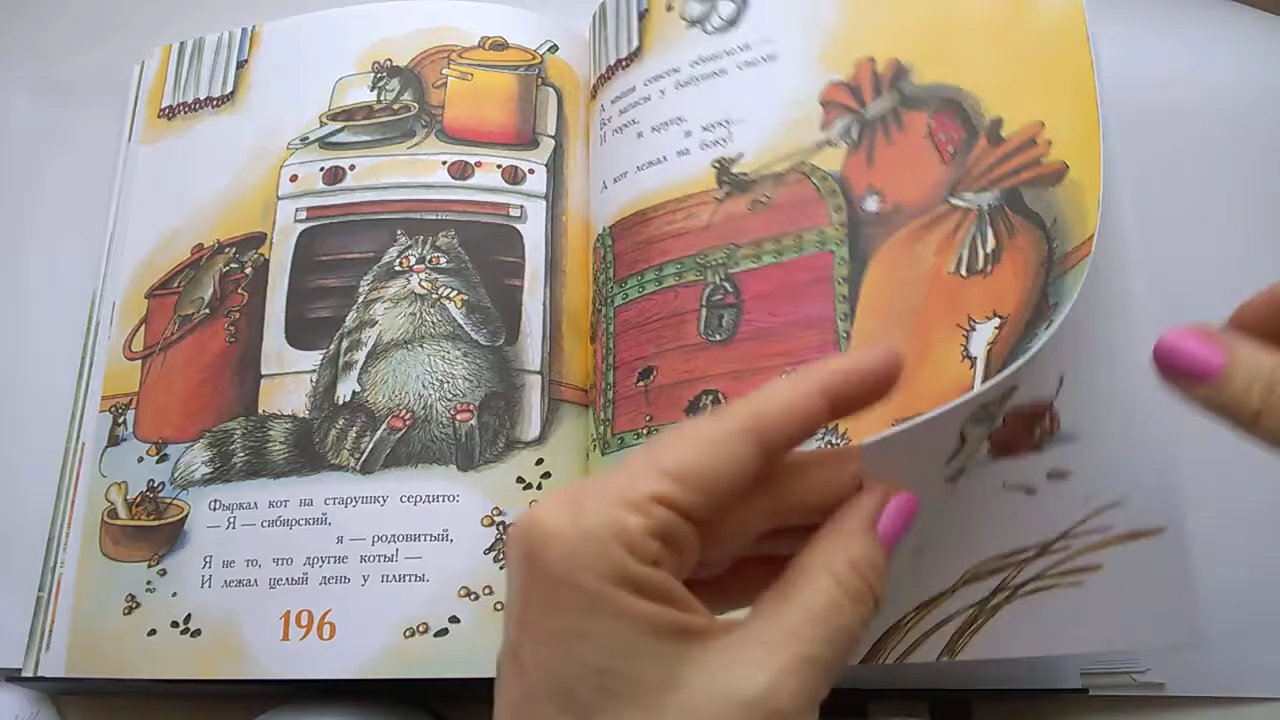 Фыркал кот на старушку сердито:
— Я — сибирский,
я — родовитый,
Я не то, что другие коты! —
И лежал целый день у плиты.
196
А мыши совсем обнаглели —
Все запасы у бабушки съели
И горох,
и крупу,
и муку...
А кот лежал на боку!